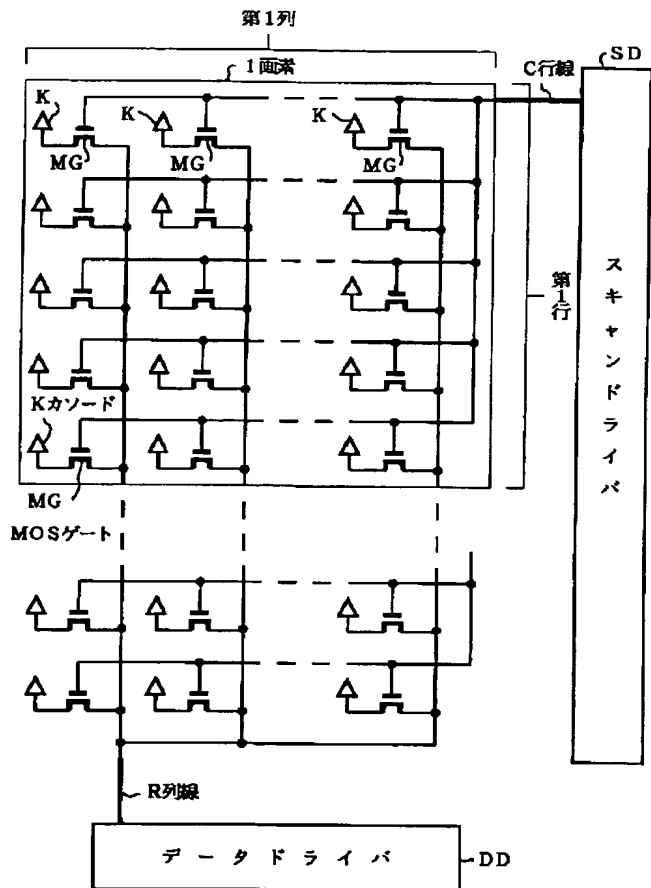 第1列
1画素
C行線
SD
K
K
K
MG
MG
MG
第1行
スキャンドライバ
Kカソード
MG
MOSゲート
R列線
データドライバ
DD